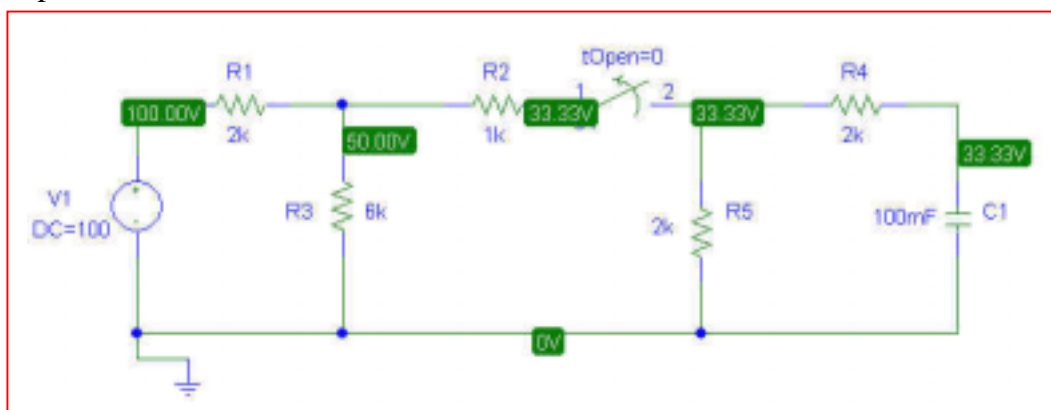 tOpen=0
R1
R2
1
2
R4
100.00V
33.33V
33.33V
2k
1k
2k
50.00V
33.33V
V1
DC=100
R3
6k
2k
R5
100mF
C1
0V